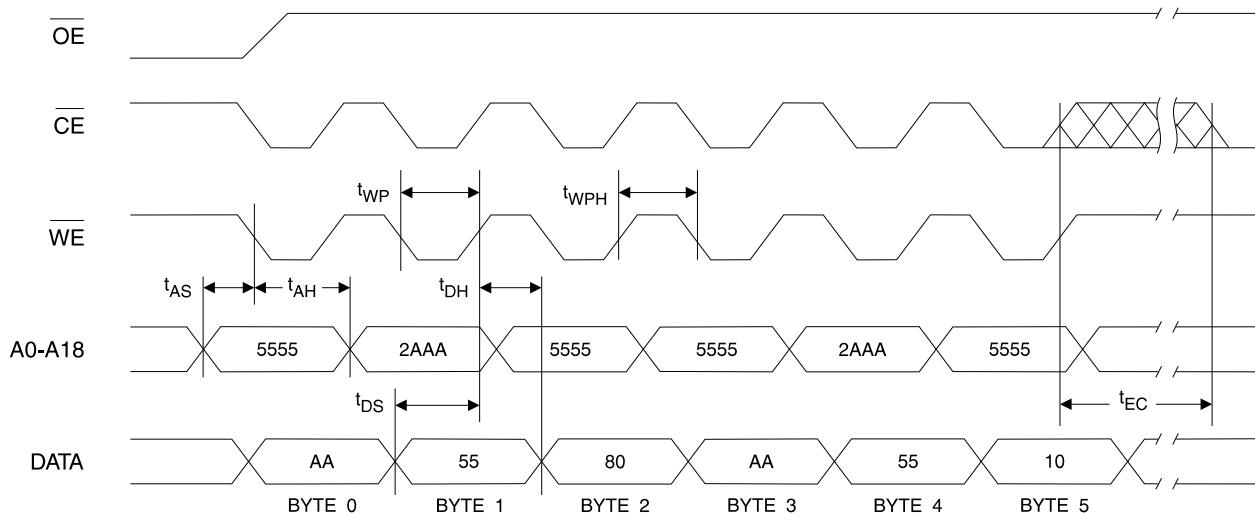 OE
CE
tWP
tWPH
WE
tAS
tAH
tDH
A0-A18
5555
2AAA
5555
5555
2AAA
5555
tDS
tEC
DATA
AA
55
80
AA
55
10
BYTE 0
BYTE 1
BYTE 2
BYTE 3
BYTE 4
BYTE 5